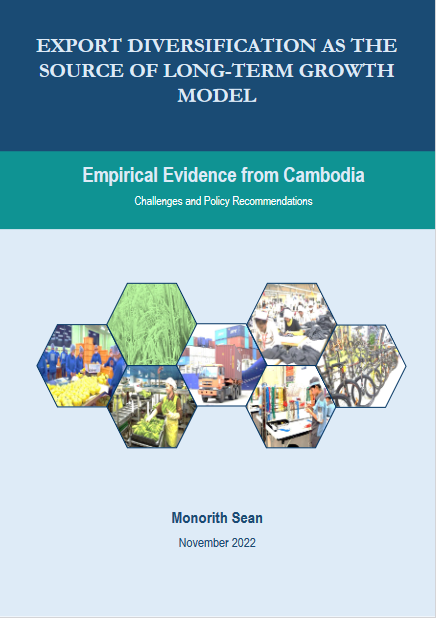 EXPORT DIVERSIFICATION AS THE
SOURCE OF LONG-TERM GROWTH
MODEL
Empirical Evidence from Cambodia
Challenges and Policy Recommendations
Monorith Sean
November 2022